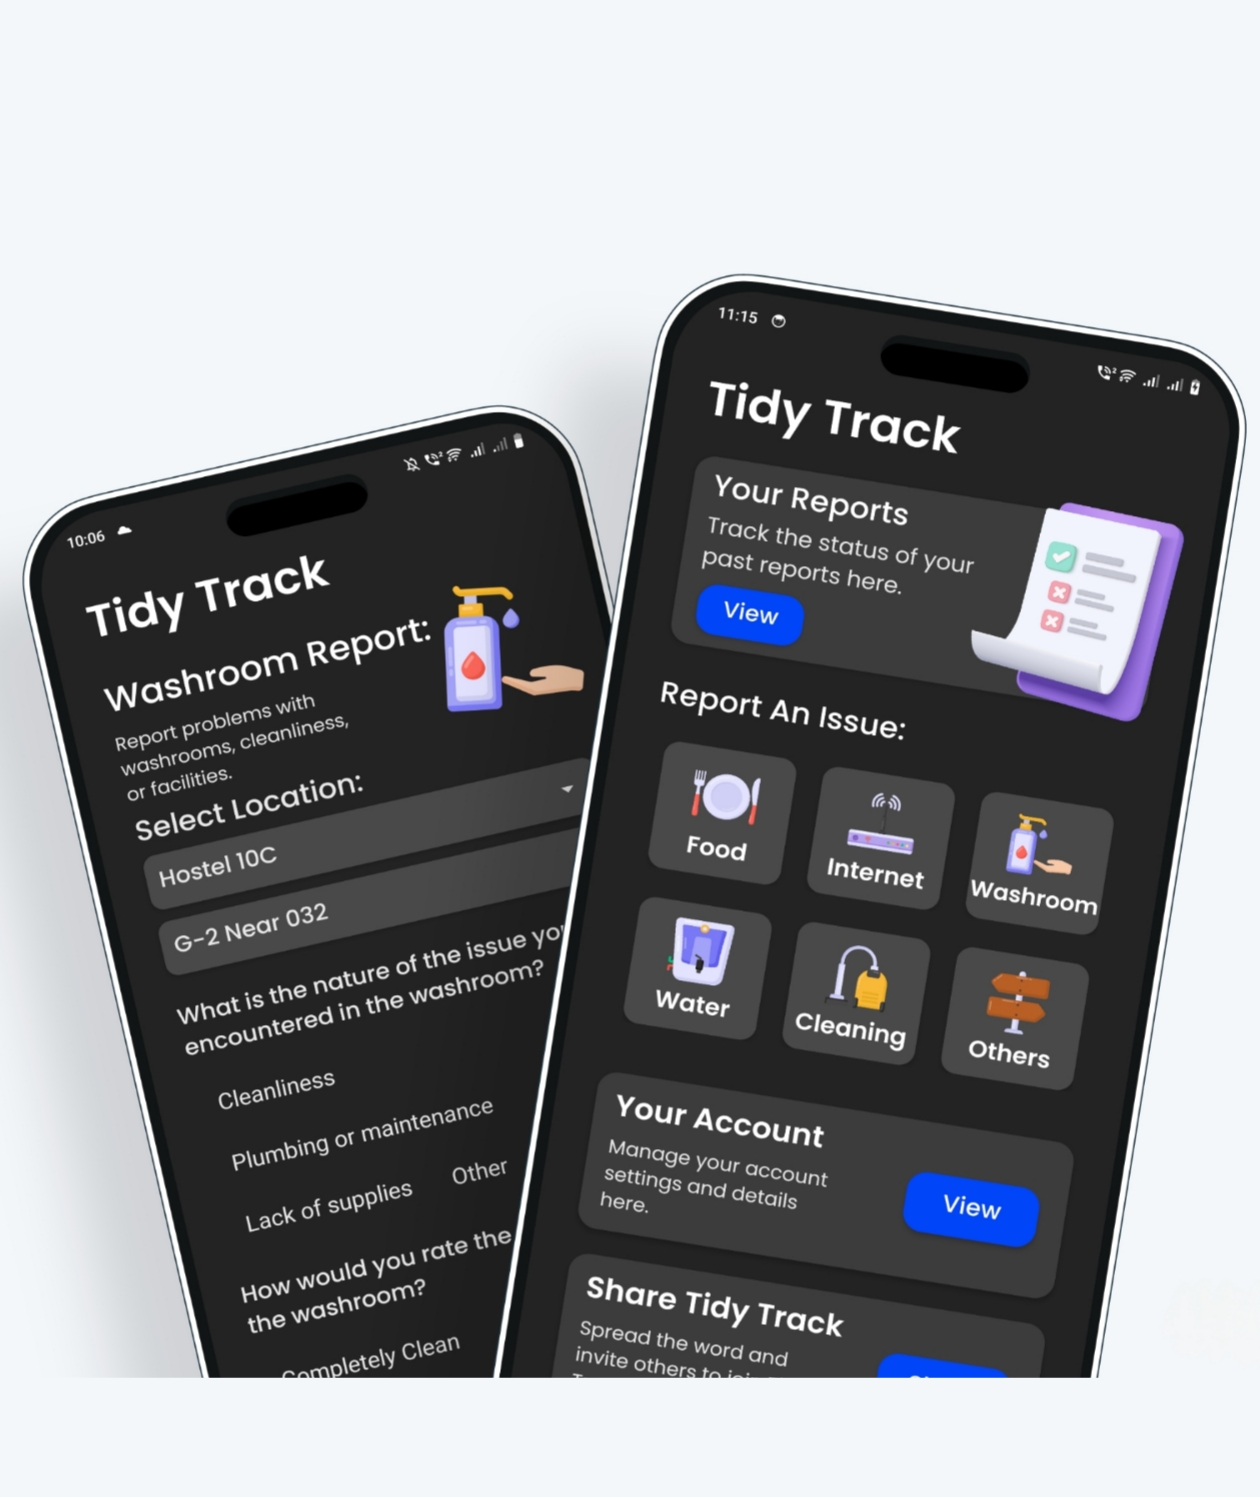 10:06
Tidy Track
Washroom Report:
Report problems with
washrooms, cleanliness,
or facilities.
Select Location:
Hostel 10C
G-2 Near 032
What is the nature of the issue you
encountered in the washroom?
Cleanliness
Plumbing or maintenance
Lack of supplies
Other
How would you rate the
the washroom?
Completely Clean
11:15
Tidy Track
Your Reports
Track the status of your
past reports here.
View
Report An Issue:
Food
Internet
Washroom
Water
Cleaning
Others
Your Account
Manage your account
settings and details
here.
View
Share Tidy Track
Spread the word and
invite others to